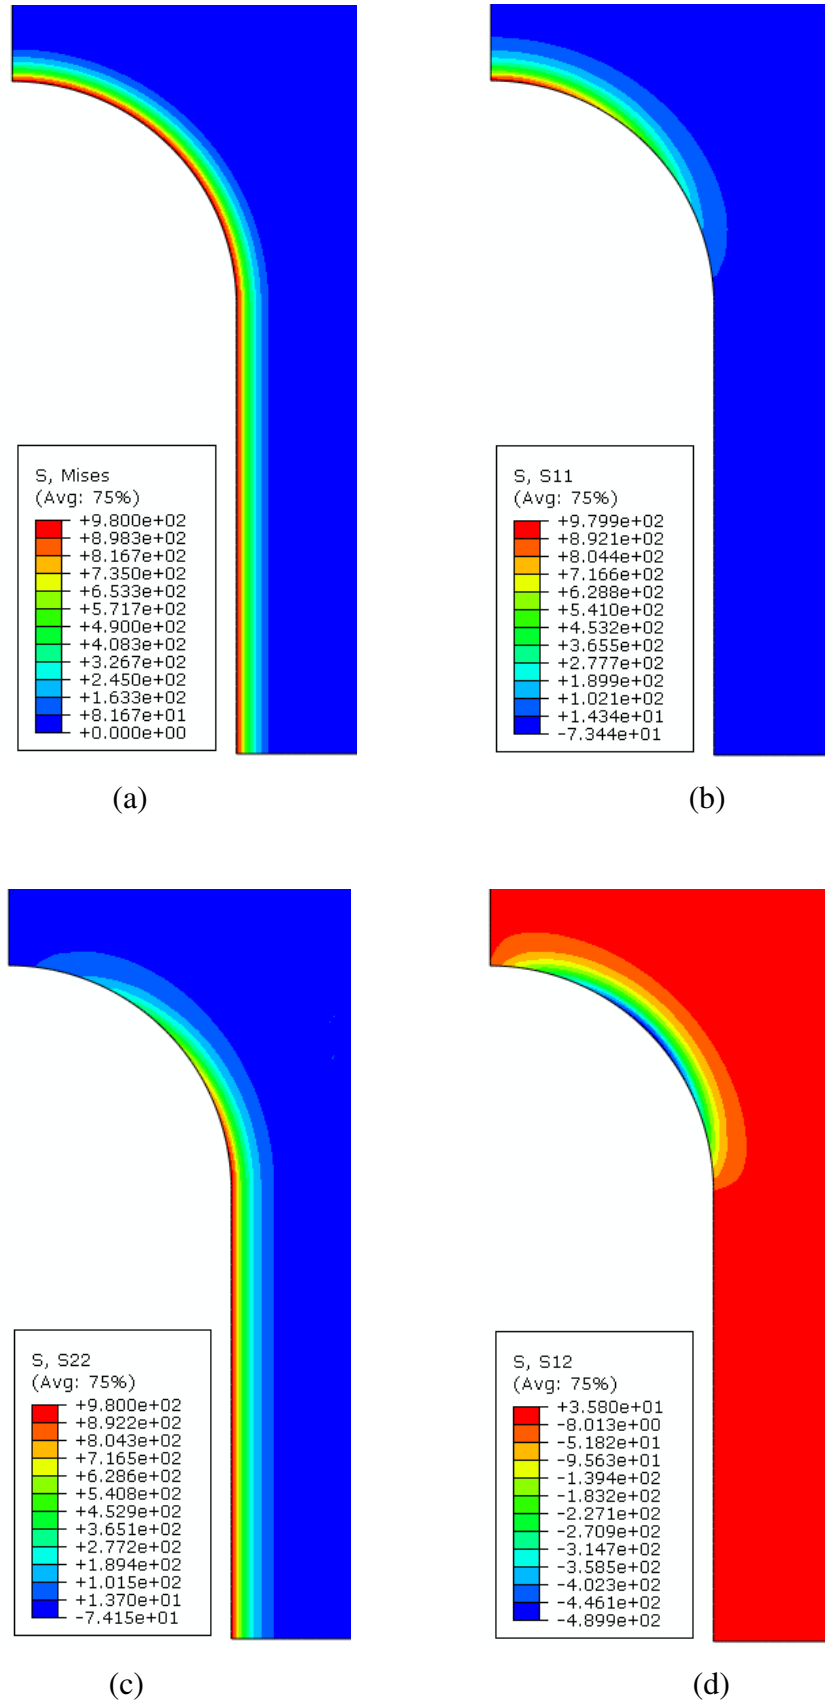 S, Mises
(Avg: 75%)
+9.800e+02
+8.983e+02
+8.167e+02
+7.350e+02
+6.533e+02
+5.717e+02
+4.900e+02
+4.083e+02
+3.267e+02
+2.450e+02
+1.633e+02
+8.167e+01
+0.000e+00
(a)
S, S11
(Avg: 75%)
+9.799e+02
+8.921e+02
+8.044e+02
+7.166e+02
+6.288e+02
+5.410e+02
+4.532e+02
+3.655e+02
+2.777e+02
+1.899e+02
+1.021e+02
+1.434e+01
-7.344e+01
(b)
S, S22
(Avg: 75%)
+9.800e+02
+8.922e+02
+8.043e+02
+7.165e+02
+6.286e+02
+5.408e+02
+4.529e+02
+3.651e+02
+2.772e+02
+1.894e+02
+1.015e+02
+1.370e+01
-7.415e+01
(c)
S, S12
(Avg: 75%)
+3.580e+01
-8.013e+00
-5.182e+01
-9.563e+01
-1.394e+02
-1.832e+02
-2.271e+02
-2.709e+02
-3.147e+02
-3.585e+02
-4.023e+02
-4.461e+02
-4.899e+02
(d)